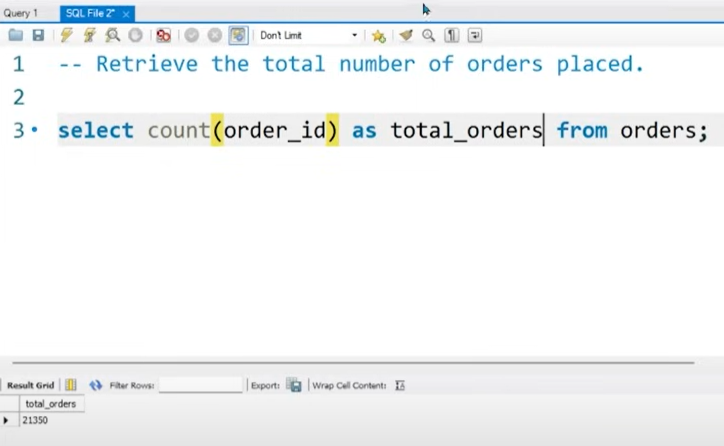 Query 1 SQL File 2*
Don't Limit
1 -- Retrieve the total number of orders placed.
2
3 select count(order_id) as total_orders from orders;
Result Grid Filter Rows: Export: Wrap Cell Content:
total_orders
21350